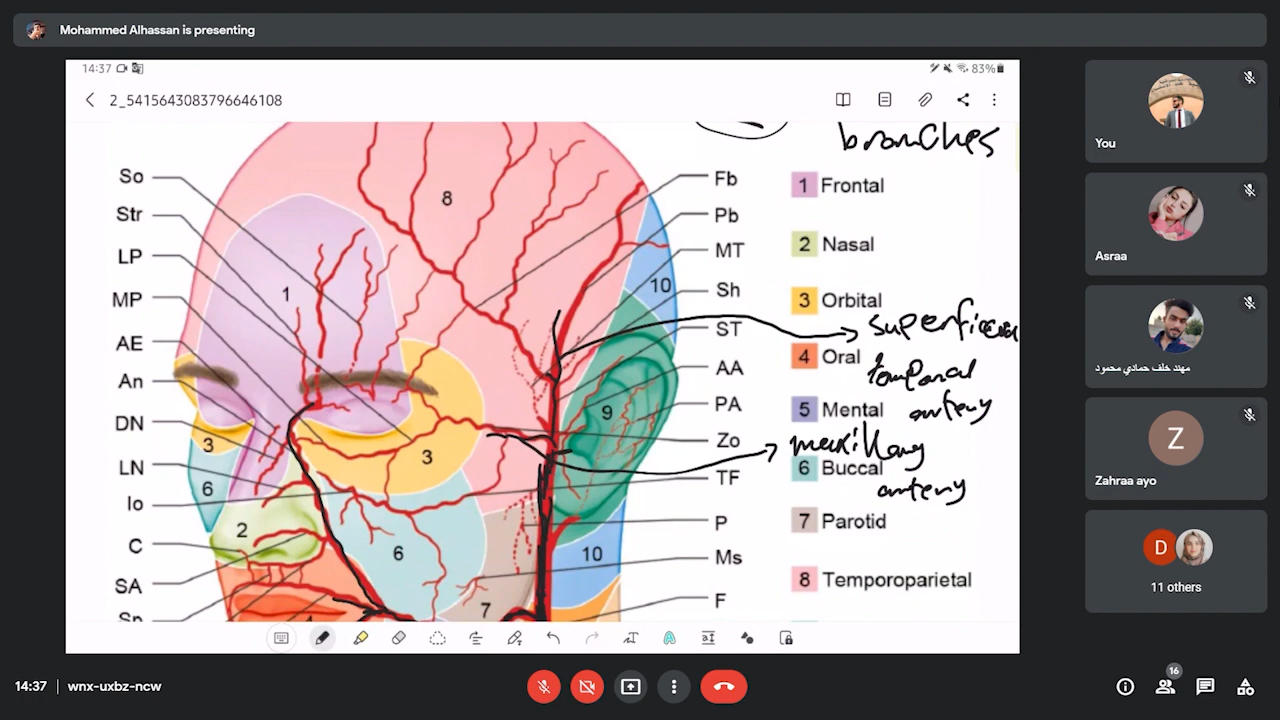 Mohammed Alhassan is presenting
14:37
83%
2_5415643083796646108
branches
So
Str
LP
MP
AE
An
DN
LN
Io
C
SA
Sp
8
1
10
9
3
3
6
2
6
7
10
Fb
Pb
MT
Sh
ST
AA
PA
Zo
TF
P
Ms
F
1 Frontal
2 Nasal
3 Orbital
superficial
4 Oral
temporal
5 Mental
artery
maxillary
6 Buccal
artery
7 Parotid
8 Temporoparietal
You
Asraa
مهند خلف حمادي محمود
Z
Zahraa ayo
D
11 others
14:37 | wnx-uxbz-ncw
16